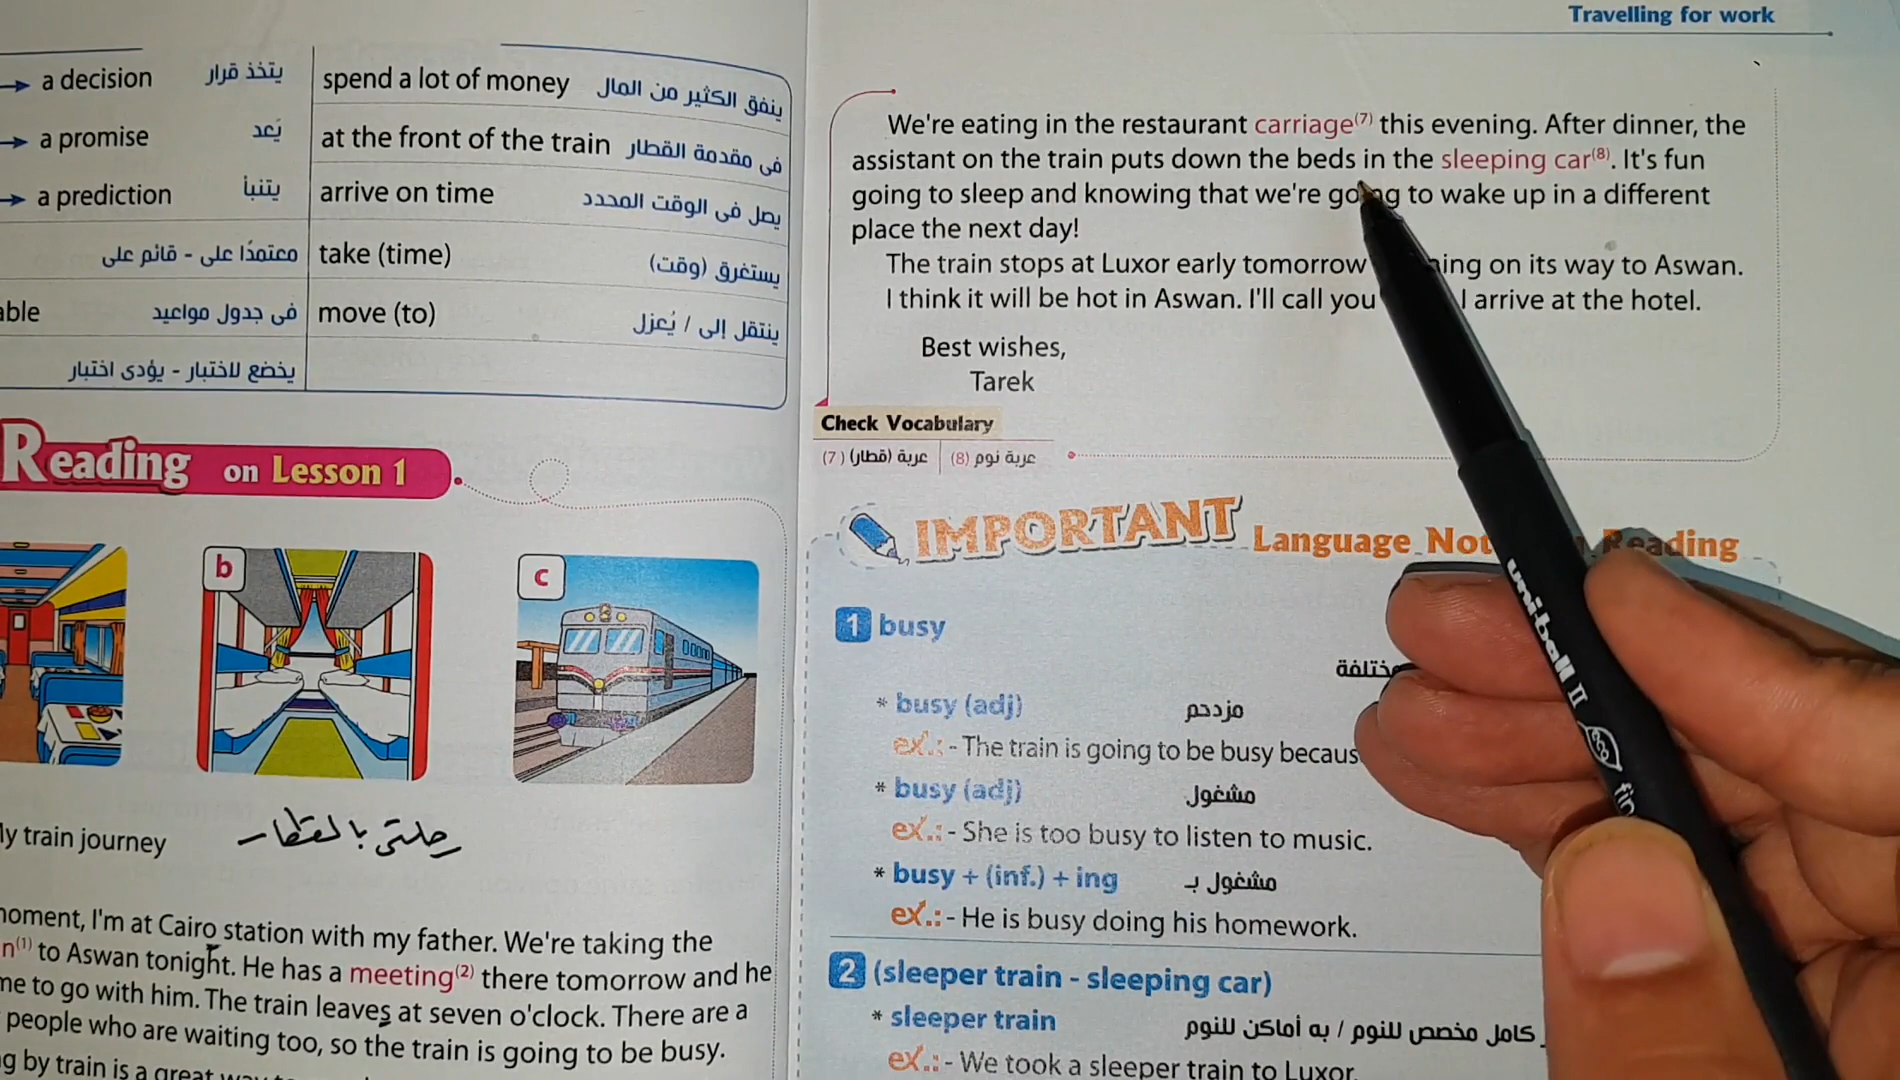 a decision يتخذ قرار
spend a lot of money ينفق الكثير من المال
a promise يَعد
at the front of the train فى مقدمة القطار
a prediction يتنبأ
arrive on time يصل فى الوقت المحدد
معتمدًا على - قائم على
take (time) يستغرق (وقت)
able فى جدول مواعيد
move (to) ينتقل إلى / يُعزل
يخضع للاختبار - يؤدى اختبار
Reading on Lesson 1
b
c
My train journey رحلتى بالقطار
moment, I'm at Cairo station with my father. We're taking the
n(1) to Aswan tonight. He has a meeting(2) there tomorrow and he
me to go with him. The train leaves at seven o'clock. There are a
people who are waiting too, so the train is going to be busy.
g by train is a great way
Travelling for work
We're eating in the restaurant carriage(7) this evening. After dinner, the
assistant on the train puts down the beds in the sleeping car(8). It's fun
going to sleep and knowing that we're going to wake up in a different
place the next day!
The train stops at Luxor early tomorrow ning on its way to Aswan.
I think it will be hot in Aswan. I'll call you I arrive at the hotel.
Best wishes,
Tarek
Check Vocabulary
(7) عربة (قطار) (8) عربة نوم
IMPORTANT Language Not Reading
1 busy
مختلفة
* busy (adj) مزدحم
ex.: - The train is going to be busy becaus
* busy (adj) مشغول
ex.: - She is too busy to listen to music.
* busy + (inf.) + ing مشغول بـ
ex.: - He is busy doing his homework.
2 (sleeper train - sleeping car)
* sleeper train كامل مخصص للنوم / به أماكن للنوم
ex.: - We took a sleeper train to Luxor.
uni-ball II
fin